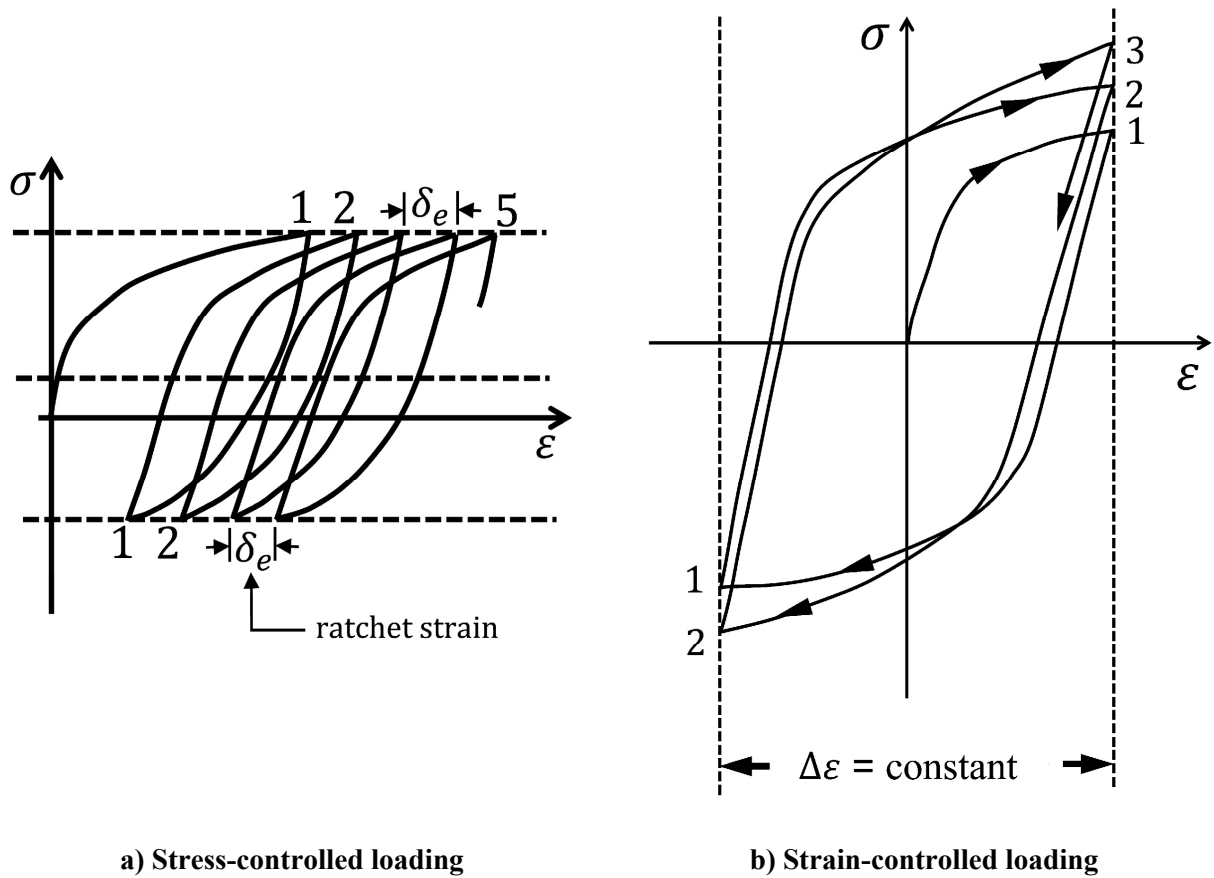 σ
1 2 δₑ 5
ε
1 2 δₑ
ratchet strain
a) Stress-controlled loading
σ
3
2
1
ε
1
2
Δε = constant
b) Strain-controlled loading